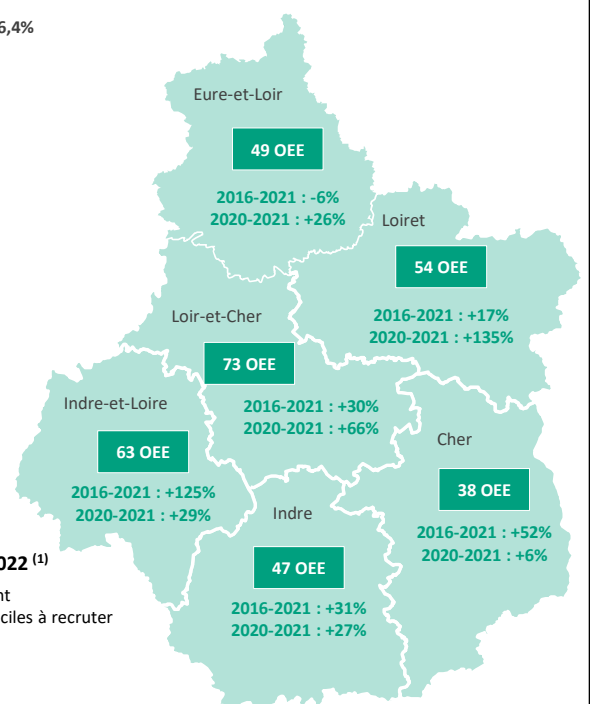 6,4%
Eure-et-Loir
49 OEE
2016-2021 : -6%
2020-2021 : +26%
Loiret
54 OEE
2016-2021 : +17%
2020-2021 : +135%
Loir-et-Cher
73 OEE
2016-2021 : +30%
2020-2021 : +66%
Indre-et-Loire
63 OEE
2016-2021 : +125%
2020-2021 : +29%
Cher
38 OEE
2016-2021 : +52%
2020-2021 : +6%
Indre
47 OEE
2016-2021 : +31%
2020-2021 : +27%
022 (1)
nt
ciles à recruter